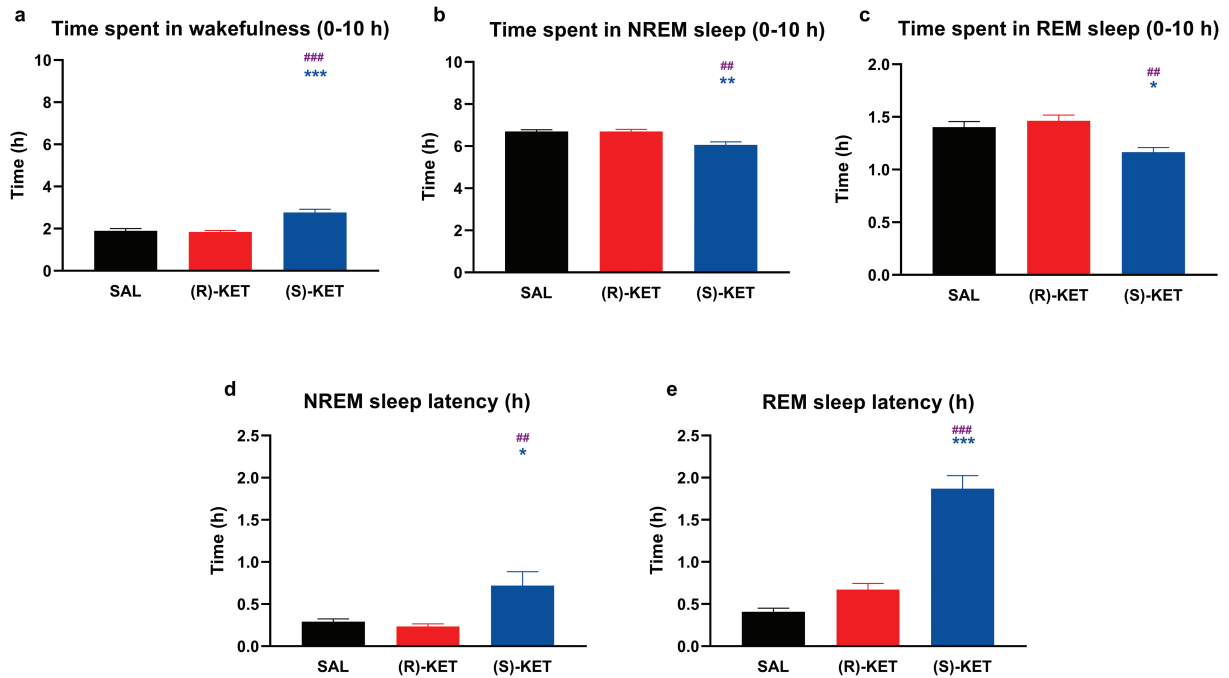 a
Time spent in wakefulness (0-10 h)
###
***
Time (h)
10
8
6
4
2
0
SAL (R)-KET (S)-KET
b
Time spent in NREM sleep (0-10 h)
##
**
Time (h)
10
8
6
4
2
0
SAL (R)-KET (S)-KET
c
Time spent in REM sleep (0-10 h)
##
*
Time (h)
2.0
1.5
1.0
0.5
0.0
SAL (R)-KET (S)-KET
d
NREM sleep latency (h)
##
*
Time (h)
2.5
2.0
1.5
1.0
0.5
0.0
SAL (R)-KET (S)-KET
e
REM sleep latency (h)
###
***
Time (h)
2.5
2.0
1.5
1.0
0.5
0.0
SAL (R)-KET (S)-KET